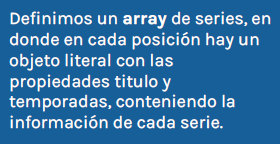 Definimos un array de series, en
donde en cada posición hay un
objeto literal con las
propiedades titulo y
temporadas, conteniendo la
información de cada serie.